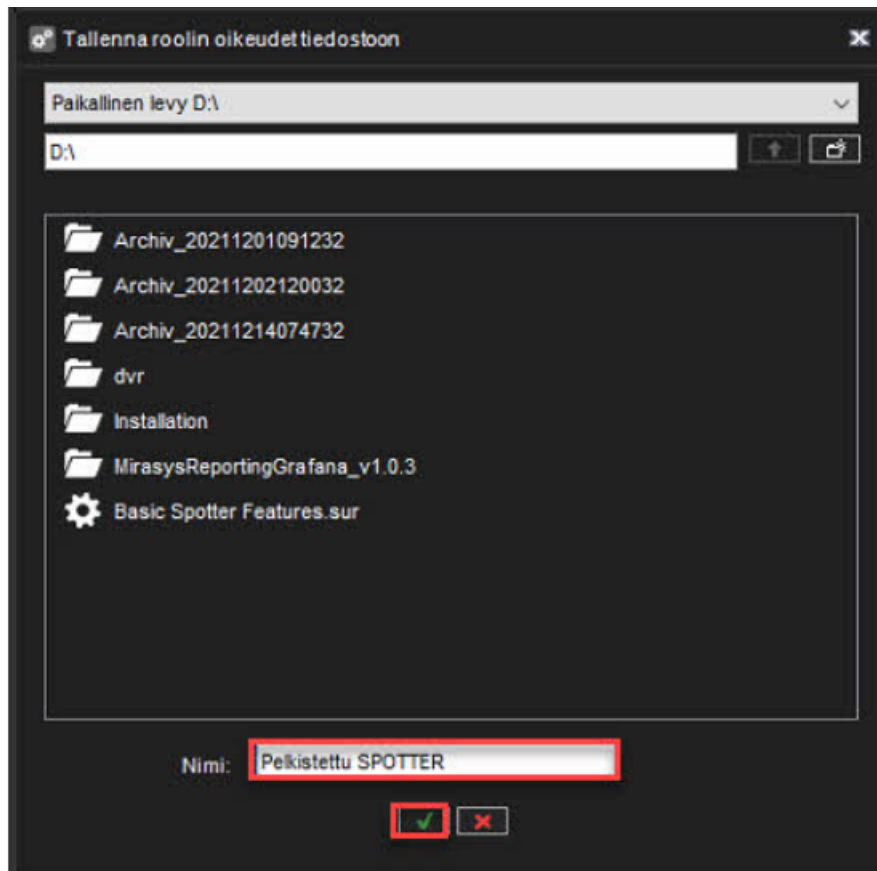 Tallenna roolin oikeudet tiedostoon
Paikallinen levy D:\
D:\
Archiv_20211201091232
Archiv_20211202120032
Archiv_20211214074732
dvr
Installation
MirasysReportingGrafana_v1.0.3
Basic Spotter Features.sur
Nimi: Pelkistettu SPOTTER